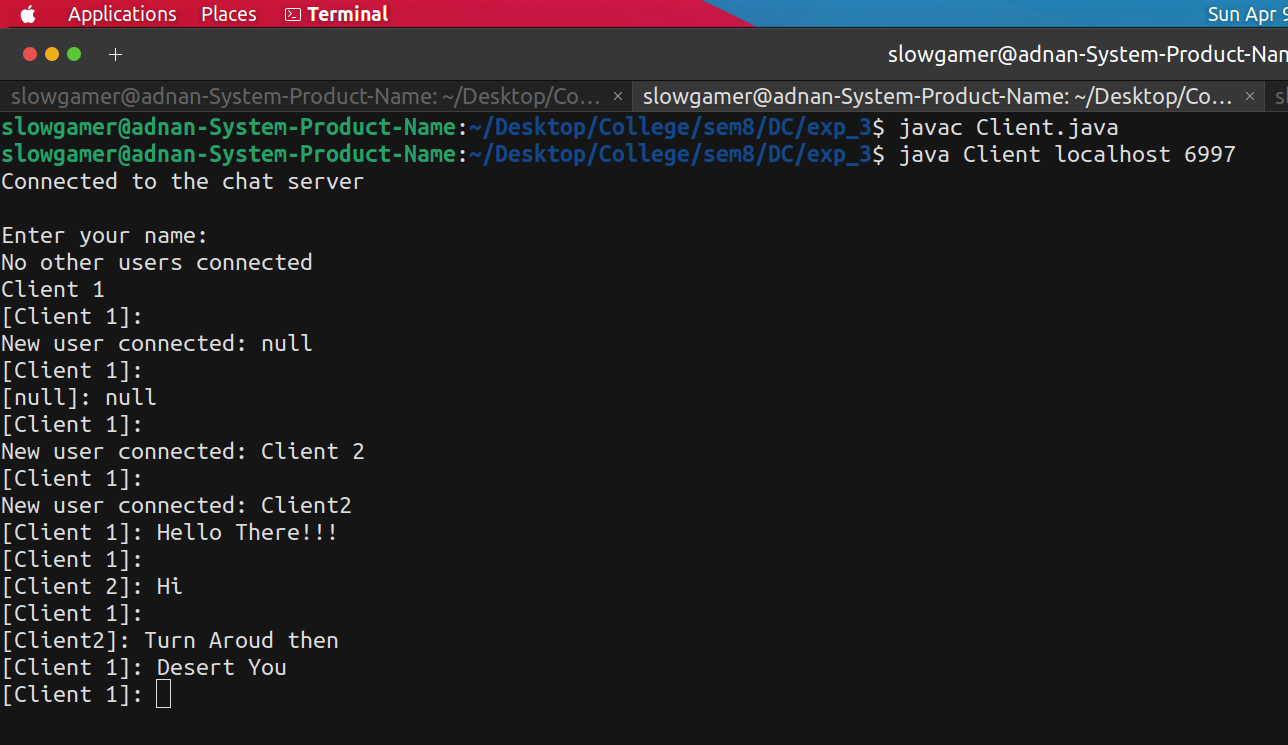 Applications Places Terminal Sun Apr
slowgamer@adnan-System-Product-Nam
slowgamer@adnan-System-Product-Name: ~/Desktop/Co... × slowgamer@adnan-System-Product-Name: ~/Desktop/Co... ×
slowgamer@adnan-System-Product-Name:~/Desktop/College/sem8/DC/exp_3$ javac Client.java
slowgamer@adnan-System-Product-Name:~/Desktop/College/sem8/DC/exp_3$ java Client localhost 6997
Connected to the chat server
Enter your name:
No other users connected
Client 1
[Client 1]:
New user connected: null
[Client 1]:
[null]: null
[Client 1]:
New user connected: Client 2
[Client 1]:
New user connected: Client2
[Client 1]: Hello There!!!
[Client 1]:
[Client 2]: Hi
[Client 1]:
[Client2]: Turn Aroud then
[Client 1]: Desert You
[Client 1]: